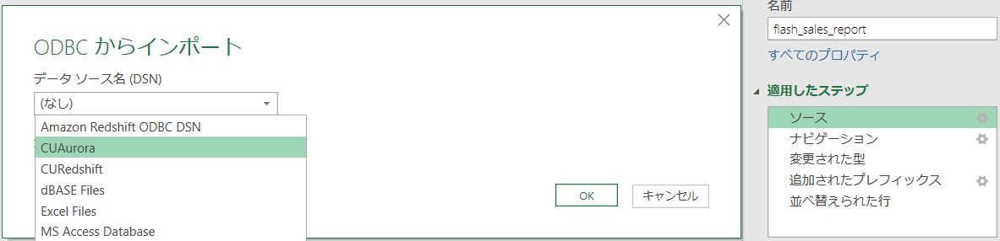 ODBC からインポート
データ ソース名 (DSN)
(なし)
Amazon Redshift ODBC DSN
CUAurora
CURedshift
dBASE Files
Excel Files
MS Access Database
OK
キャンセル
名前
flash_sales_report
すべてのプロパティ
適用したステップ
ソース
ナビゲーション
変更された型
追加されたプレフィックス
並べ替えられた行